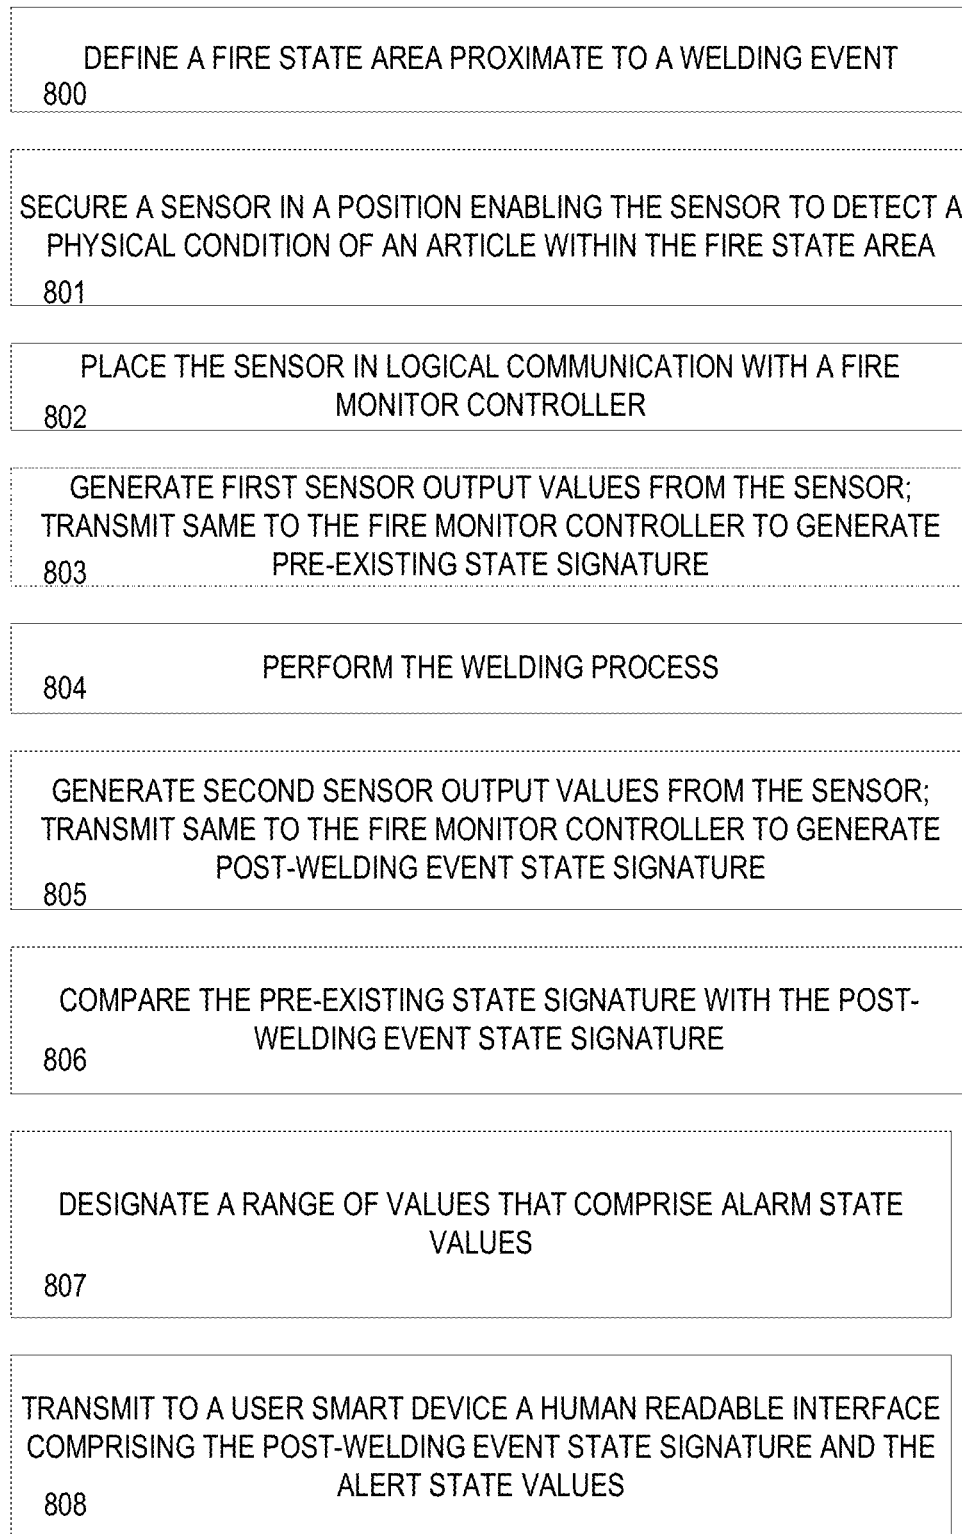 DEFINE A FIRE STATE AREA PROXIMATE TO A WELDING EVENT
800
SECURE A SENSOR IN A POSITION ENABLING THE SENSOR TO DETECT A
PHYSICAL CONDITION OF AN ARTICLE WITHIN THE FIRE STATE AREA
801
PLACE THE SENSOR IN LOGICAL COMMUNICATION WITH A FIRE
MONITOR CONTROLLER
802
GENERATE FIRST SENSOR OUTPUT VALUES FROM THE SENSOR;
TRANSMIT SAME TO THE FIRE MONITOR CONTROLLER TO GENERATE
PRE-EXISTING STATE SIGNATURE
803
PERFORM THE WELDING PROCESS
804
GENERATE SECOND SENSOR OUTPUT VALUES FROM THE SENSOR;
TRANSMIT SAME TO THE FIRE MONITOR CONTROLLER TO GENERATE
POST-WELDING EVENT STATE SIGNATURE
805
COMPARE THE PRE-EXISTING STATE SIGNATURE WITH THE POST-
WELDING EVENT STATE SIGNATURE
806
DESIGNATE A RANGE OF VALUES THAT COMPRISE ALARM STATE
VALUES
807
TRANSMIT TO A USER SMART DEVICE A HUMAN READABLE INTERFACE
COMPRISING THE POST-WELDING EVENT STATE SIGNATURE AND THE
ALERT STATE VALUES
808